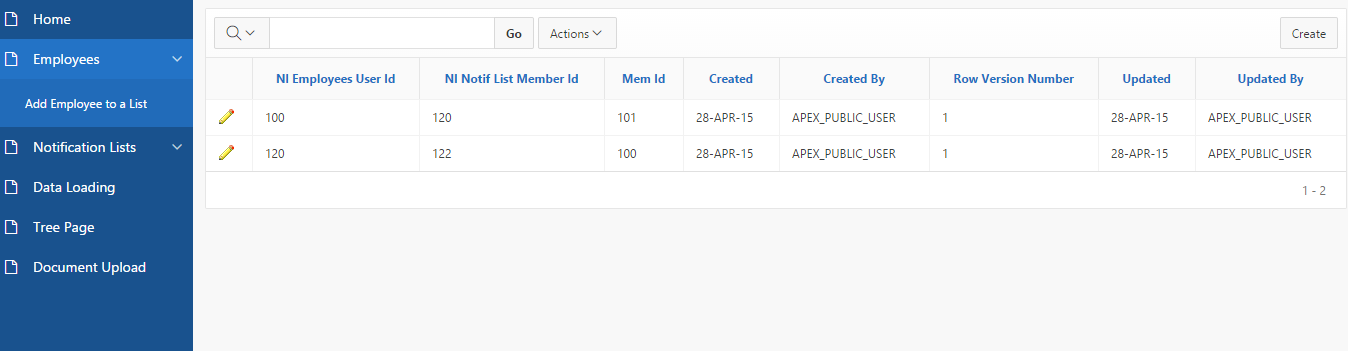 Home
Employees
Add Employee to a List
Notification Lists
Data Loading
Tree Page
Document Upload
Go Actions Create
NI Employees User Id NI Notif List Member Id Mem Id Created Created By Row Version Number Updated Updated By
100 120 101 28-APR-15 APEX_PUBLIC_USER 1 28-APR-15 APEX_PUBLIC_USER
120 122 100 28-APR-15 APEX_PUBLIC_USER 1 28-APR-15 APEX_PUBLIC_USER
1 - 2